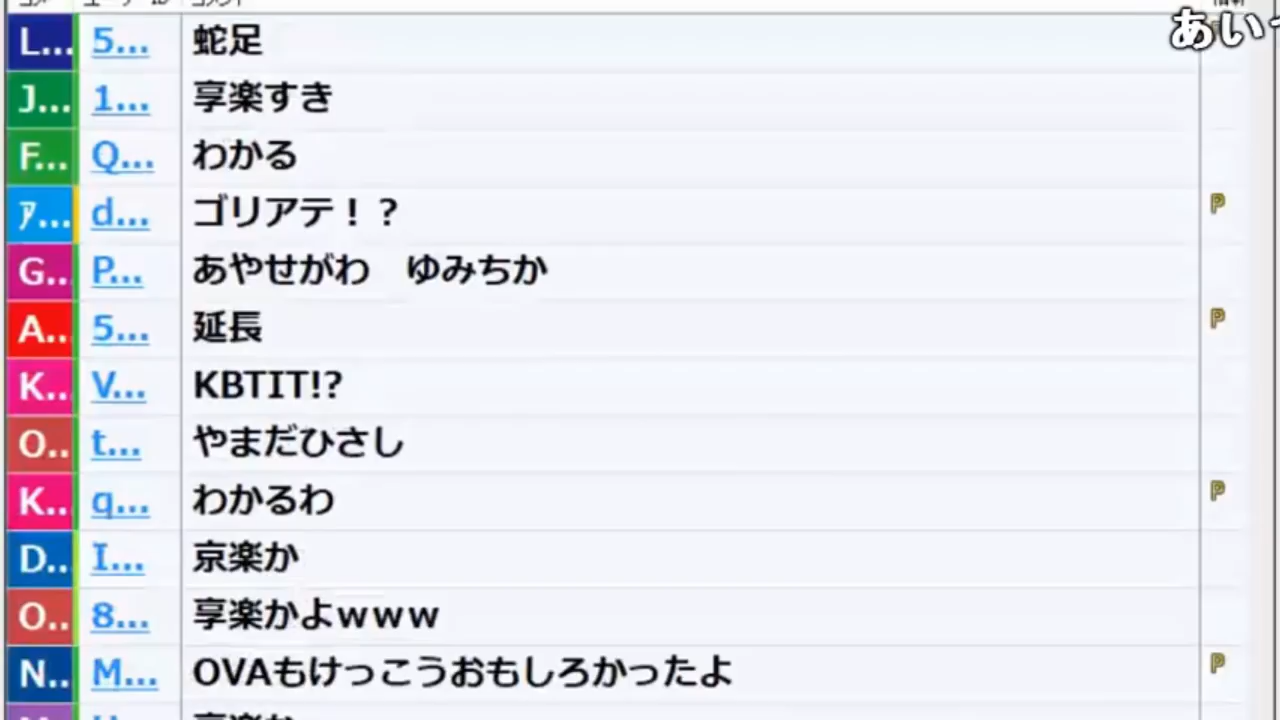 あいつ
L... 5... 蛇足
J... 1... 享楽すき
F... Q... わかる
ｱ... d... ゴリアテ！？ P
G... P... あやせがわ　ゆみちか
A... 5... 延長 P
K... V... KBTIT!?
O... t... やまだひさし
K... q... わかるわ P
D... I... 京楽か
O... 8... 享楽かよｗｗｗ
N... M... OVAもけっこうおもしろかったよ P